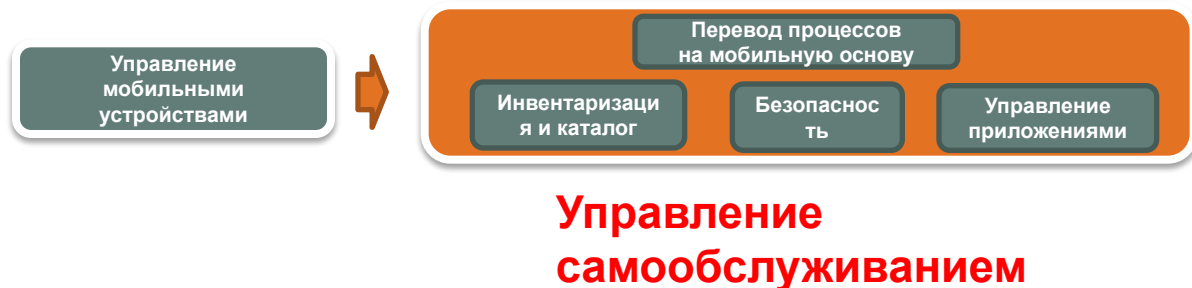 Управление
мобильными
устройствами
Перевод процессов
на мобильную основу
Инвентаризаци
я и каталог
Безопаснос
ть
Управление
приложениями
Управление
самообслуживанием